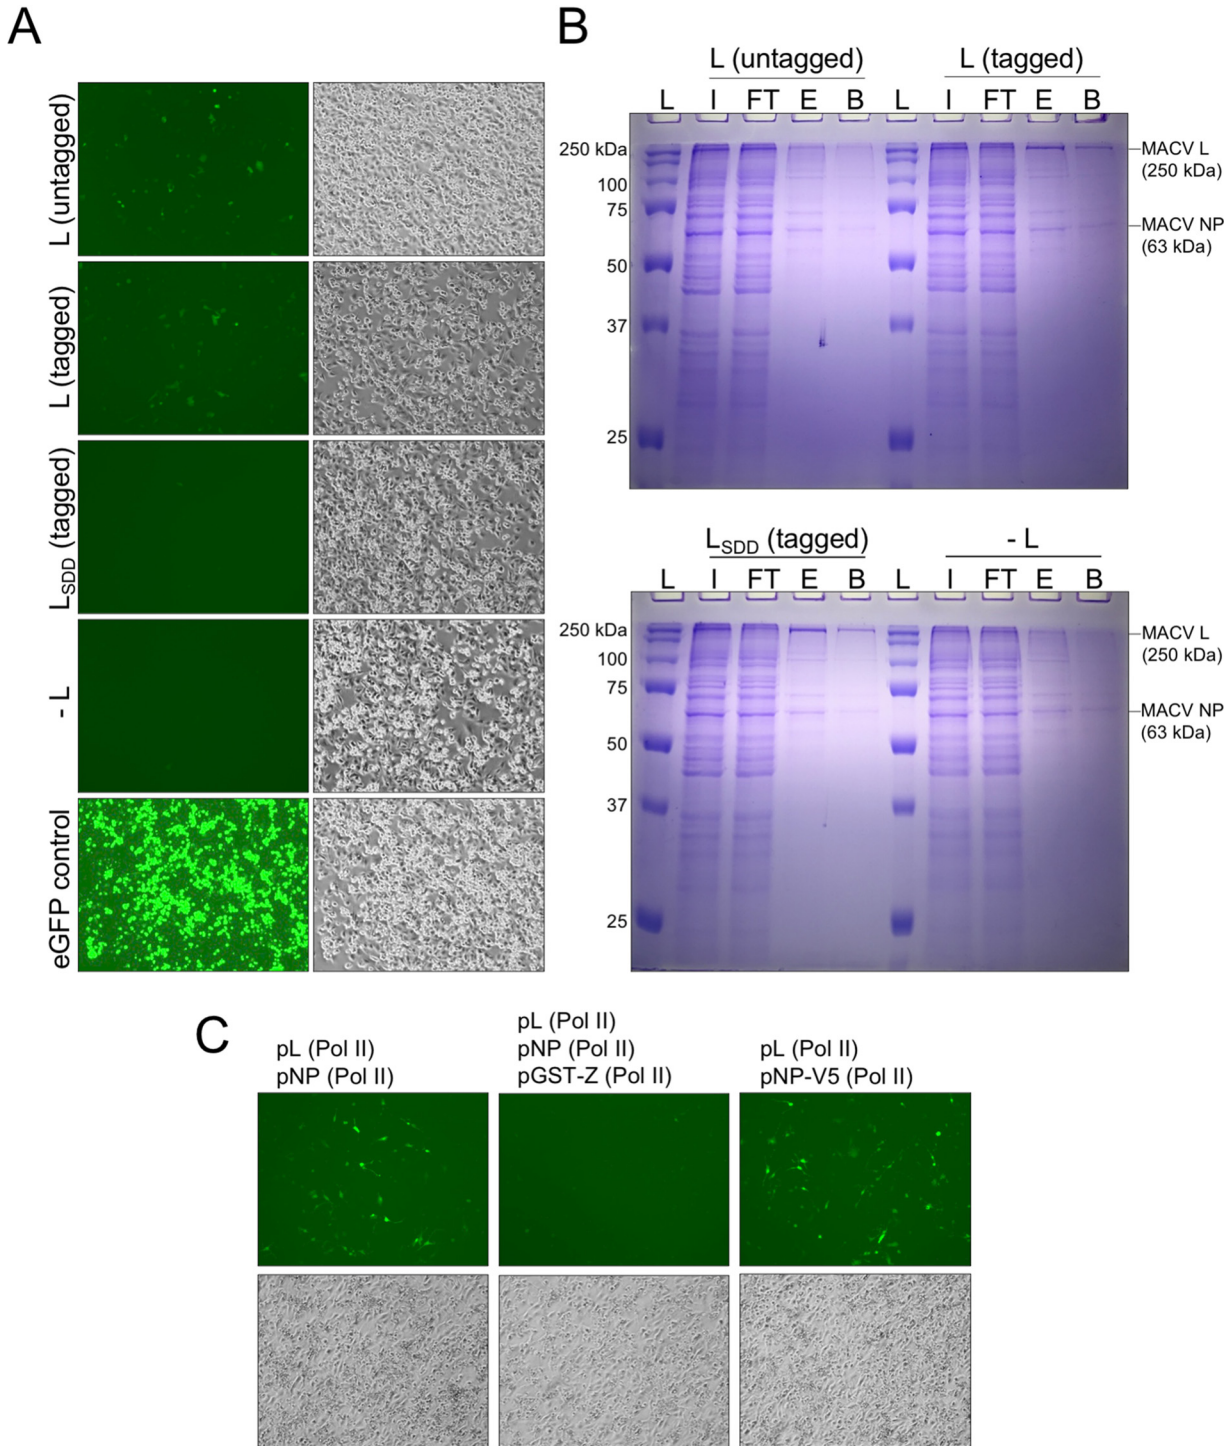 A
L (untagged)
L (tagged)
L_SDD (tagged)
- L
eGFP control
B
L (untagged) L (tagged)
L I FT E B L I FT E B
250 kDa
100
75
50
37
25
MACV L
(250 kDa)
MACV NP
(63 kDa)
LSDD (tagged) - L
L I FT E B L I FT E B
250 kDa
100
75
50
37
25
MACV L
(250 kDa)
MACV NP
(63 kDa)
C
pL (Pol II)
pNP (Pol II)
pL (Pol II)
pNP (Pol II)
pGST-Z (Pol II)
pL (Pol II)
pNP-V5 (Pol II)